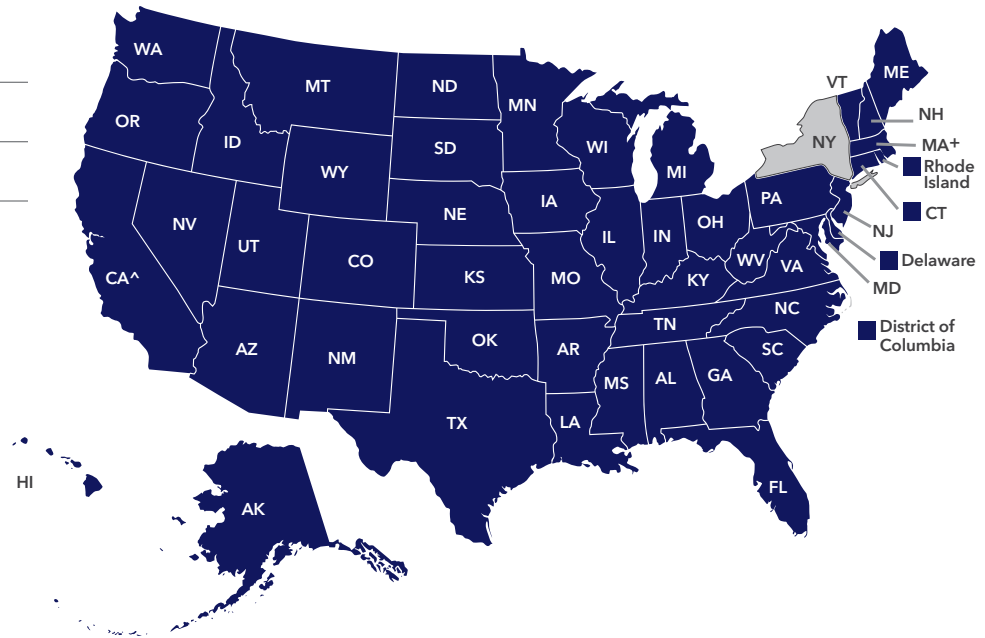 WA
MT
ND
MN
VT
ME
OR
ID
WY
SD
WI
MI
NY
NH
MA+
Rhode
Island
NV
UT
CO
NE
IA
IL
IN
OH
PA
CT
NJ
CA^
KS
MO
KY
WV
VA
Delaware
MD
AZ
NM
OK
AR
TN
NC
District of
Columbia
SC
TX
LA
MS
AL
GA
FL
HI
AK